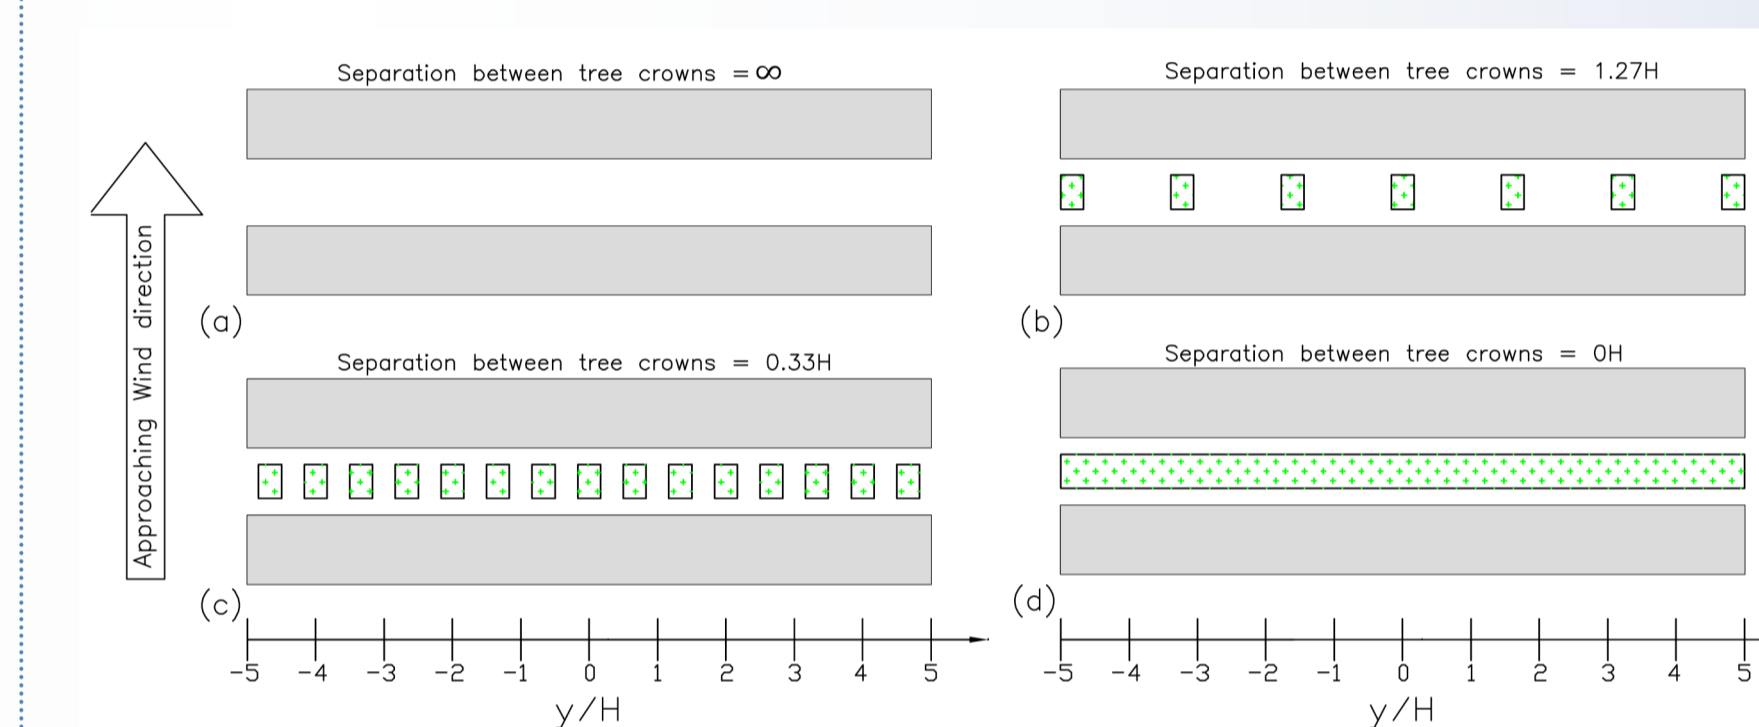 Separation between tree crowns = ∞
Separation between tree crowns = 1.27H
Approaching Wind direction
(a)
(b)
Separation between tree crowns = 0.33H
Separation between tree crowns = 0H
(c)
(d)
-5 -4 -3 -2 -1 0 1 2 3 4 5
y/H
-5 -4 -3 -2 -1 0 1 2 3 4 5
y/H